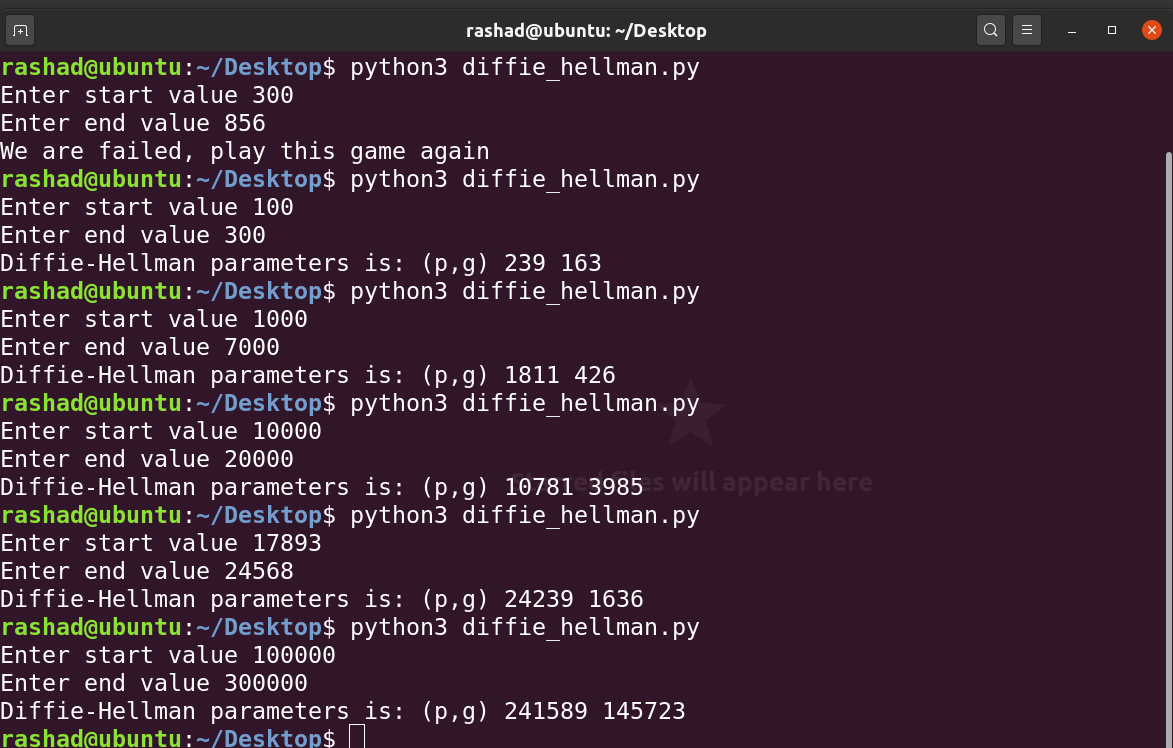 rashad@ubuntu: ~/Desktop
rashad@ubuntu:~/Desktop$ python3 diffie_hellman.py
Enter start value 300
Enter end value 856
We are failed, play this game again
rashad@ubuntu:~/Desktop$ python3 diffie_hellman.py
Enter start value 100
Enter end value 300
Diffie-Hellman parameters is: (p,g) 239 163
rashad@ubuntu:~/Desktop$ python3 diffie_hellman.py
Enter start value 1000
Enter end value 7000
Diffie-Hellman parameters is: (p,g) 1811 426
rashad@ubuntu:~/Desktop$ python3 diffie_hellman.py
Enter start value 10000
Enter end value 20000
Diffie-Hellman parameters is: (p,g) 10781 3985
files will appear here
rashad@ubuntu:~/Desktop$ python3 diffie_hellman.py
Enter start value 17893
Enter end value 24568
Diffie-Hellman parameters is: (p,g) 24239 1636
rashad@ubuntu:~/Desktop$ python3 diffie_hellman.py
Enter start value 100000
Enter end value 300000
Diffie-Hellman parameters is: (p,g) 241589 145723
rashad@ubuntu:~/Desktop$